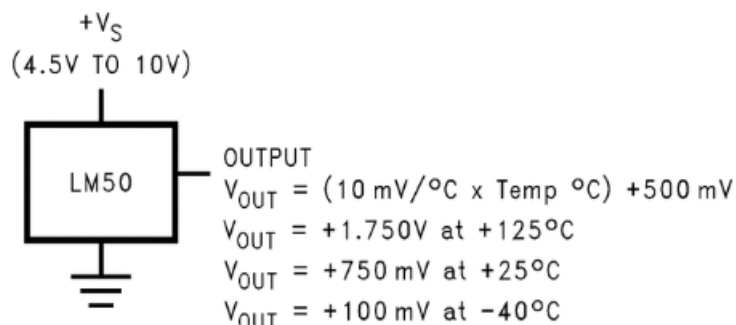 +VS
(4.5V TO 10V)
LM50
OUTPUT
VOUT = (10 mV/°C x Temp °C) +500 mV
VOUT = +1.750V at +125°C
VOUT = +750 mV at +25°C
VOUT = +100 mV at −40°C